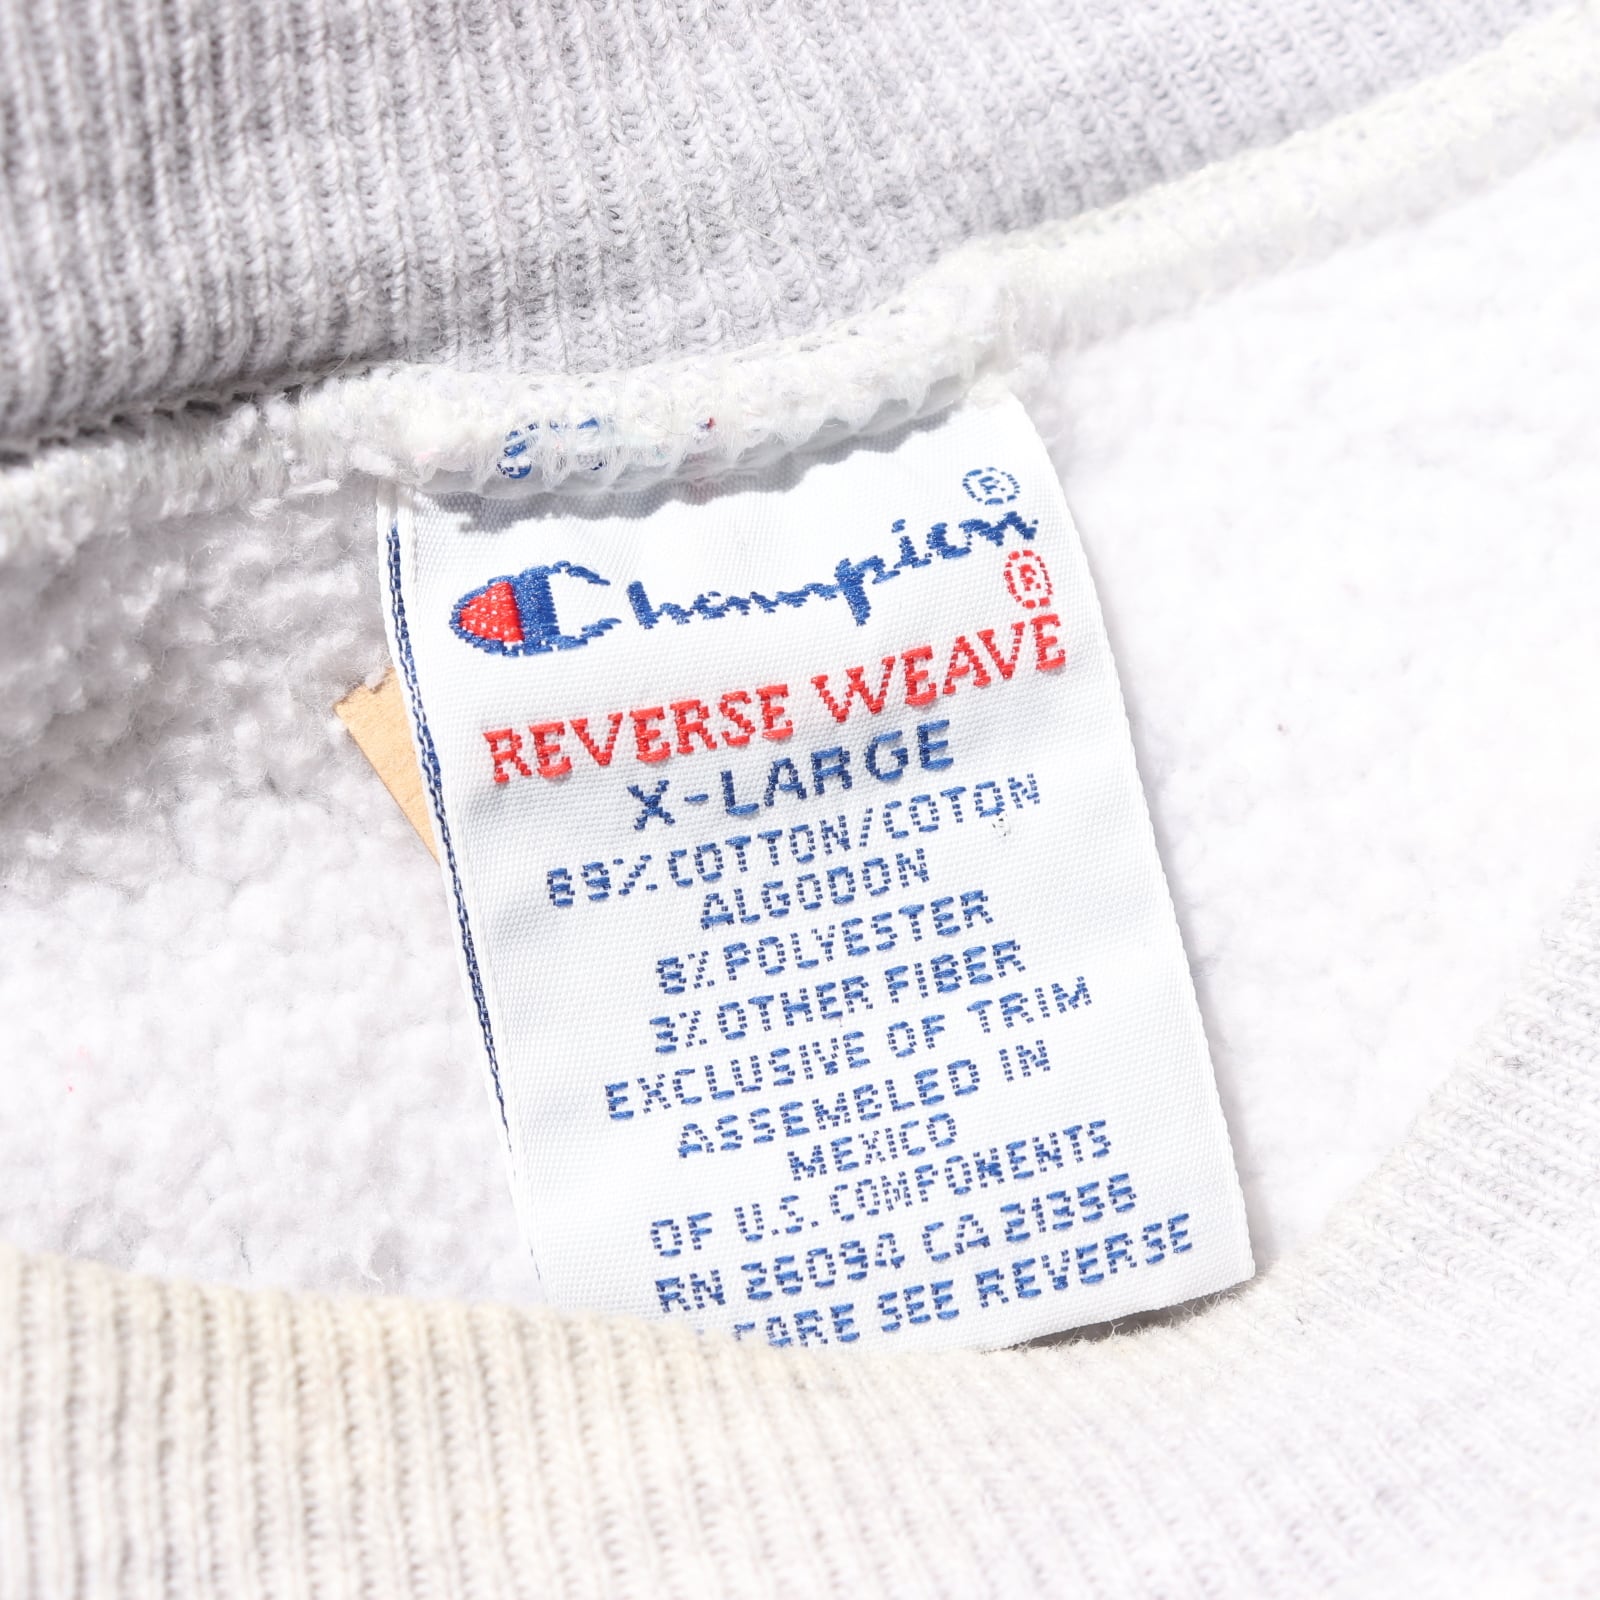 Champion®
®
REVERSE WEAVE
X-LARGE
89% COTTON/COTON
ALGODON
8% POLYESTER
3% OTHER FIBER
EXCLUSIVE OF TRIM
ASSEMBLED IN
MEXICO
OF U.S. COMPONENTS
RN 26094 CA 21356
CARE SEE REVERSE